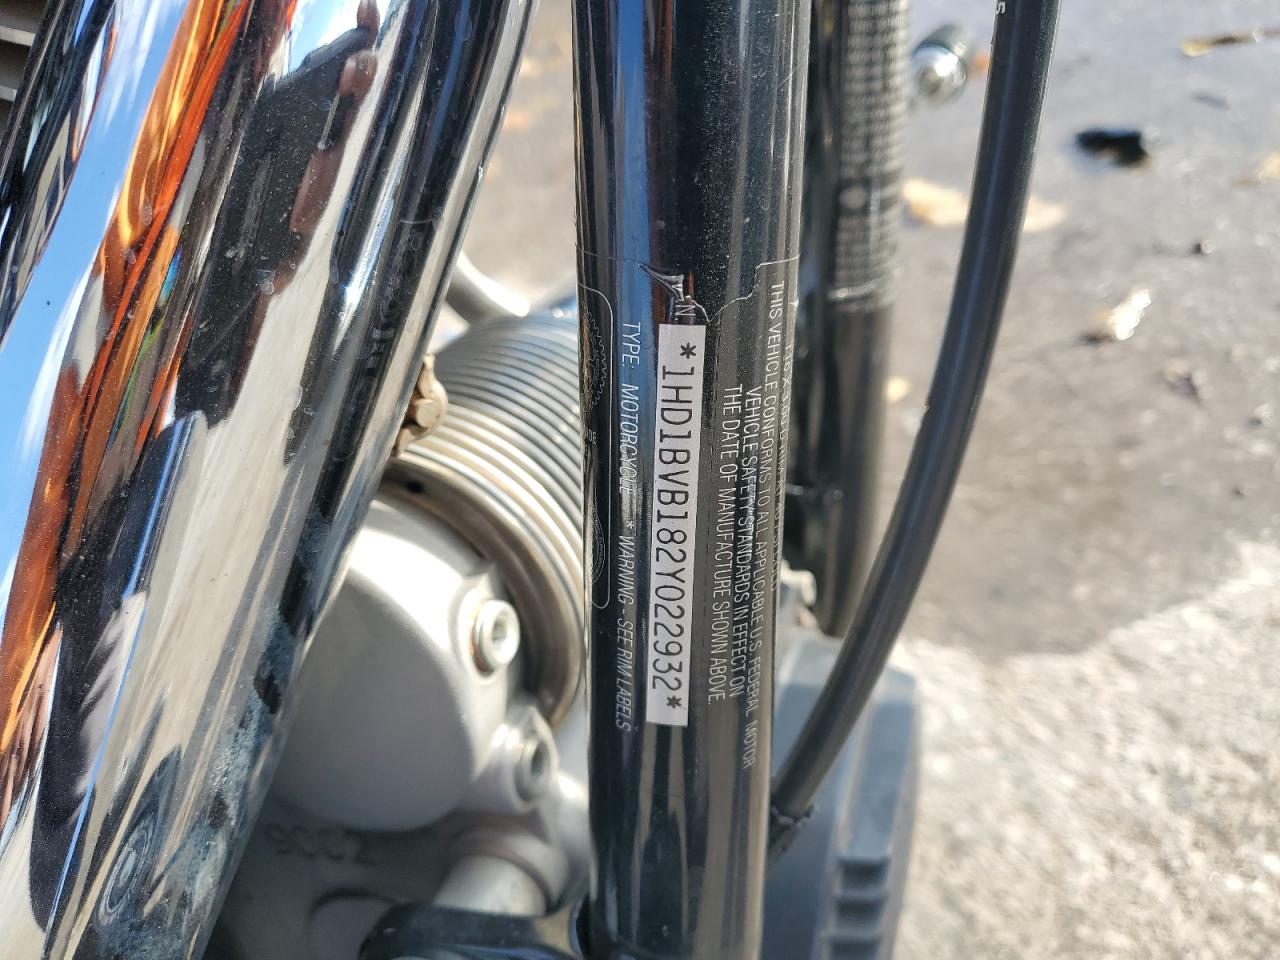 TYPE: MOTORCYCLE * WARNING - SEE RIM LABELS
*1HD1BVB182Y022932*
THIS VEHICLE CONFORMS TO ALL APPLICABLE U.S. FEDERAL MOTOR
VEHICLE SAFETY STANDARDS IN EFFECT ON
THE DATE OF MANUFACTURE SHOWN ABOVE.